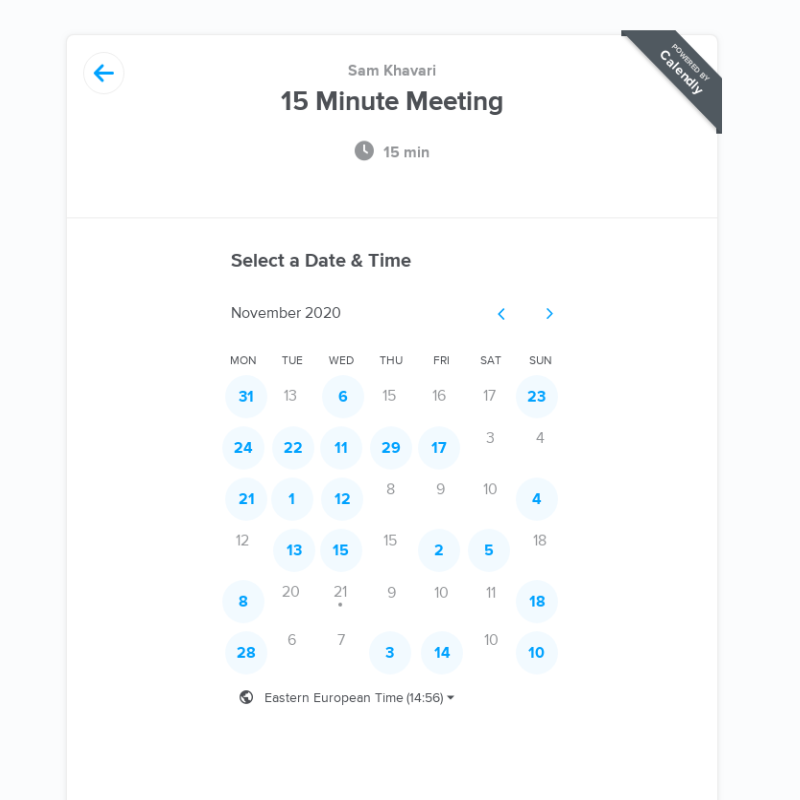 POWERED BY
Calendly
Sam Khavari
15 Minute Meeting
15 min
Select a Date & Time
November 2020
MON TUE WED THU FRI SAT SUN
31 13 6 15 16 17 23
24 22 11 29 17 3 4
21 1 12 8 9 10 4
12 13 15 15 2 5 18
8 20 21 9 10 11 18
28 6 7 3 14 10 10
Eastern European Time (14:56)